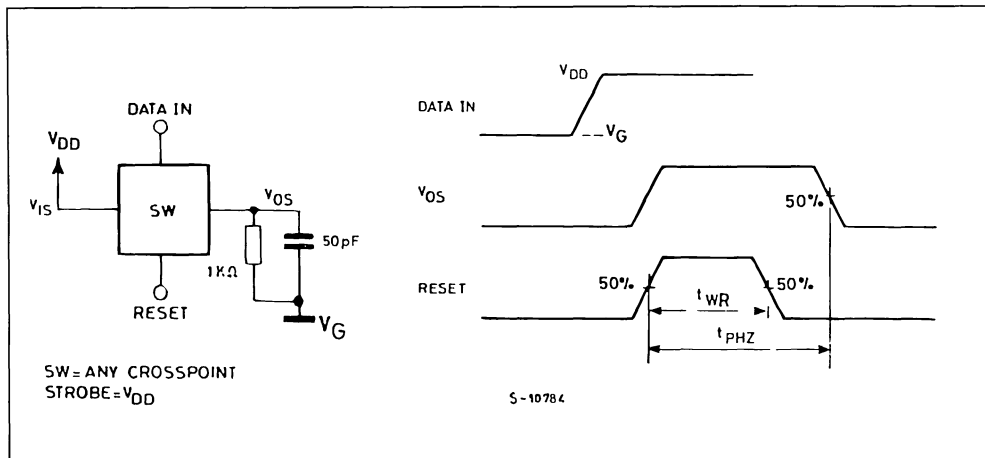 DATA IN
VDD
VIS
SW
VOS
50pF
1KΩ
RESET
VG
SW=ANY CROSSPOINT
STROBE=VDD
VDD
DATA IN
VG
VOS
50%
RESET
50%
50%
tWR
tPHZ
S-10784